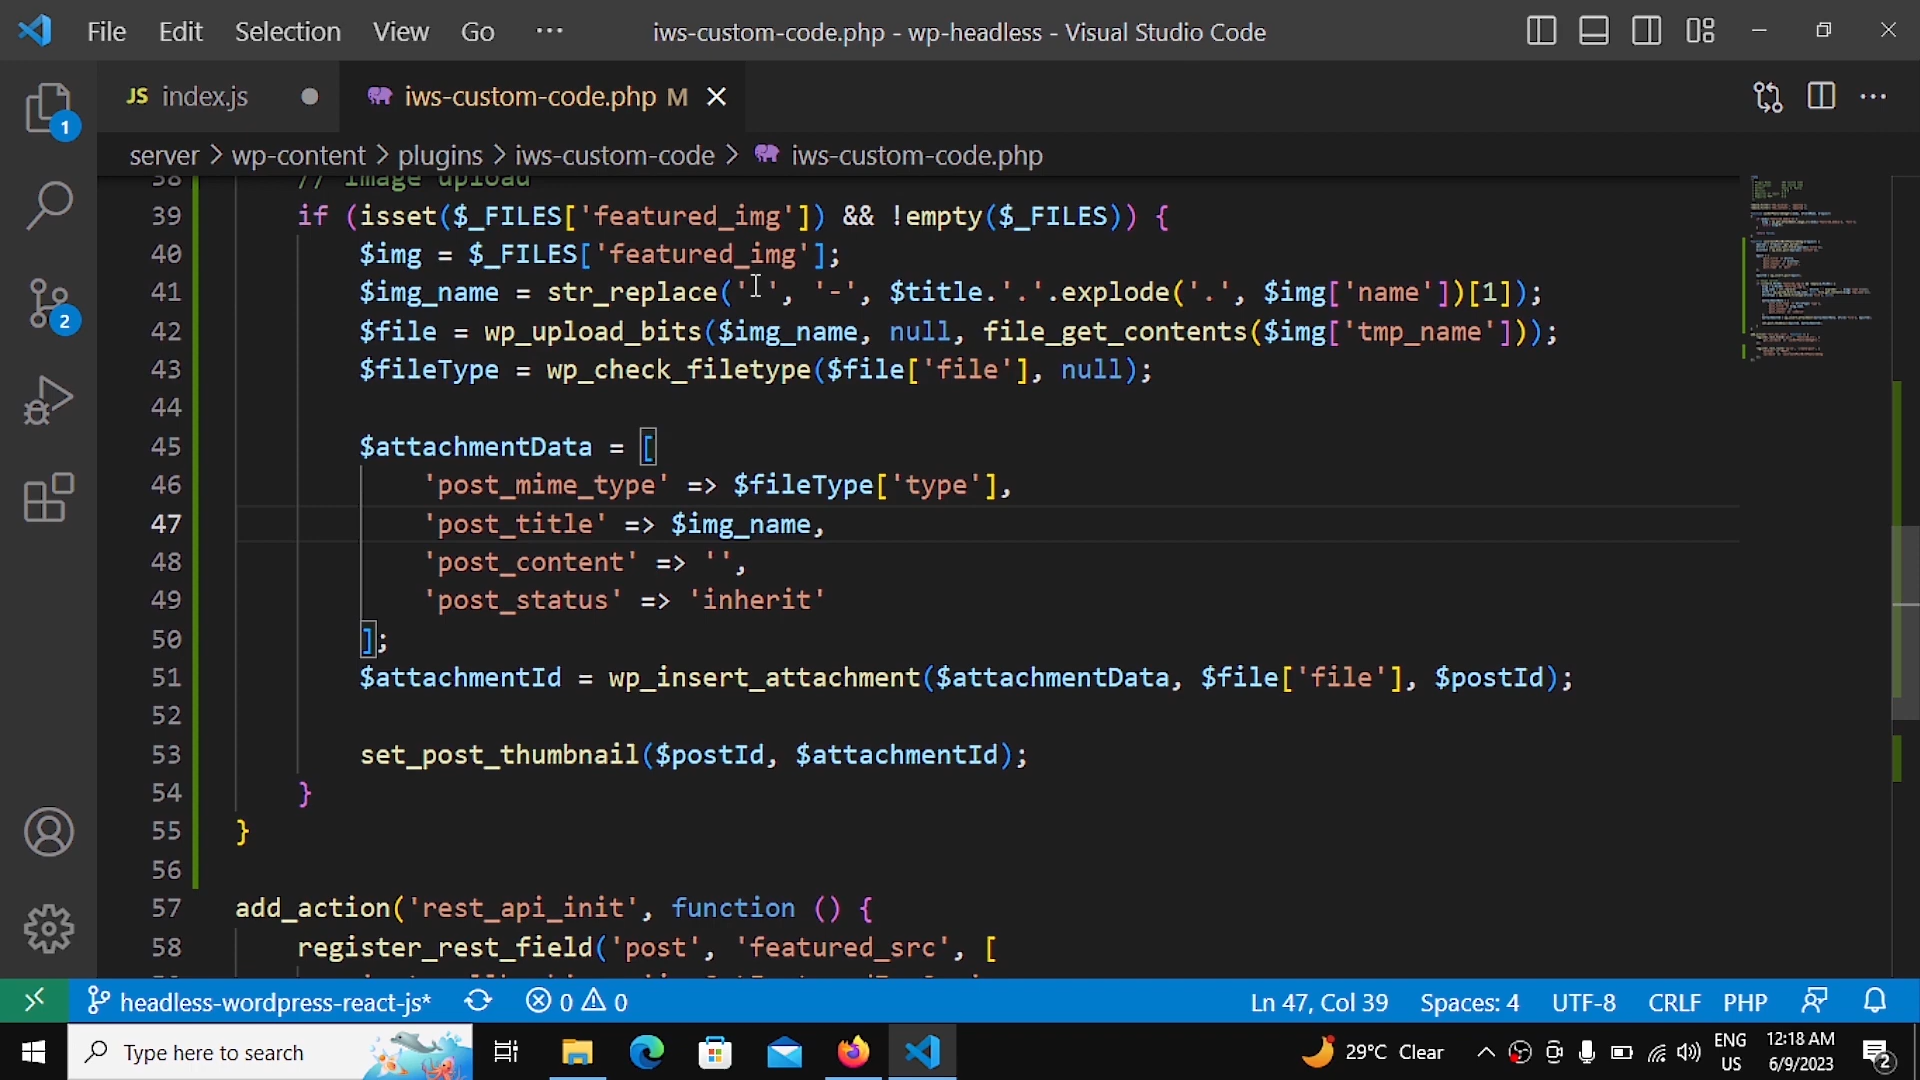 File Edit Selection View Go ··· iws-custom-code.php - wp-headless - Visual Studio Code
JS index.js ● iws-custom-code.php M
server > wp-content > plugins > iws-custom-code > iws-custom-code.php
38 // image upload
39 if (isset($_FILES['featured_img']) && !empty($_FILES)) {
40 $img = $_FILES['featured_img'];
41 $img_name = str_replace(' ', '-', $title.'.'.explode('.', $img['name'])[1]);
42 $file = wp_upload_bits($img_name, null, file_get_contents($img['tmp_name']));
43 $fileType = wp_check_filetype($file['file'], null);
44
45 $attachmentData = [
46 'post_mime_type' => $fileType['type'],
47 'post_title' => $img_name,
48 'post_content' => '',
49 'post_status' => 'inherit'
50 ];
51 $attachmentId = wp_insert_attachment($attachmentData, $file['file'], $postId);
52
53 set_post_thumbnail($postId, $attachmentId);
54 }
55 }
56
57 add_action('rest_api_init', function () {
58 register_rest_field('post', 'featured_src', [
1
2
headless-wordpress-react-js* 0 0 Ln 47, Col 39 Spaces: 4 UTF-8 CRLF PHP
Type here to search 29°C Clear ENG US 12:18 AM 6/9/2023 2